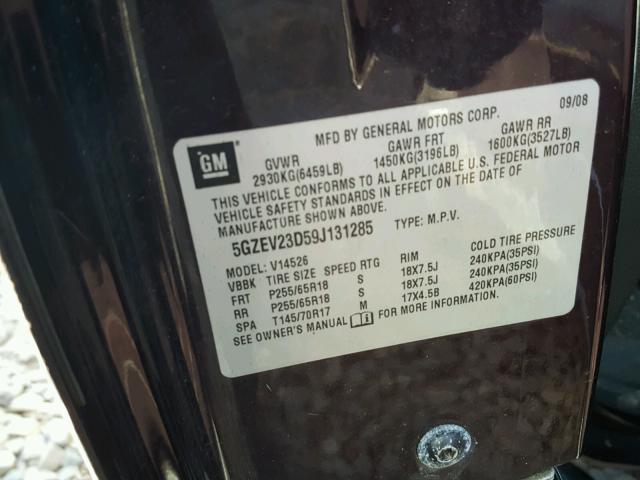 09/08
GM
MFD BY GENERAL MOTORS CORP.
GVWR GAWR FRT GAWR RR
2930KG(6459LB) 1450KG(3196LB) 1600KG(3527LB)
THIS VEHICLE CONFORMS TO ALL APPLICABLE U.S. FEDERAL MOTOR
VEHICLE SAFETY STANDARDS IN EFFECT ON THE DATE OF
MANUFACTURE SHOWN ABOVE.
5GZEV23D59J131285 TYPE: M.P.V.
MODEL: V14526
VBBK TIRE SIZE SPEED RTG RIM COLD TIRE PRESSURE
FRT P255/65R18 S 18X7.5J 240KPA(35PSI)
RR P255/65R18 S 18X7.5J 240KPA(35PSI)
SPA T145/70R17 M 17X4.5B 420KPA(60PSI)
SEE OWNER'S MANUAL FOR MORE INFORMATION.